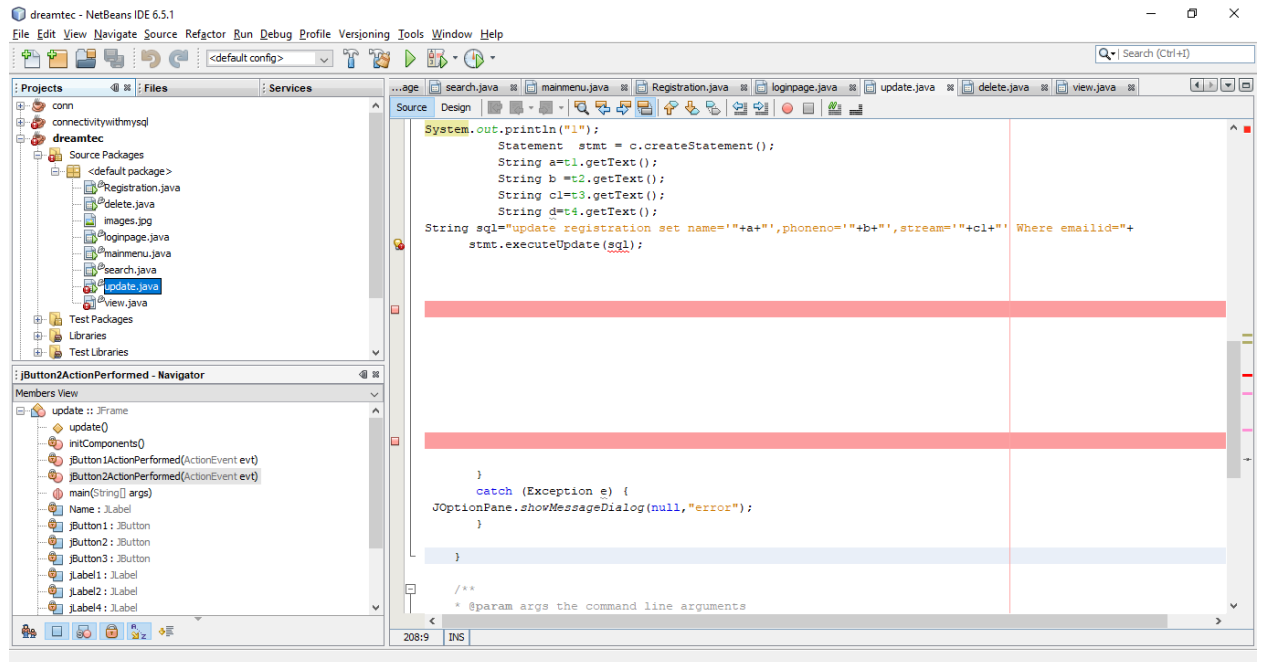 dreamtec - NetBeans IDE 6.5.1
File Edit View Navigate Source Refactor Run Debug Profile Versioning Tools Window Help
<default config>
Search (Ctrl+I)
Projects Files Services
conn
connectivitywithmysql
dreamtec
Source Packages
<default package>
Registration.java
delete.java
images.jpg
loginpage.java
mainmenu.java
search.java
update.java
view.java
Test Packages
Libraries
Test Libraries
jButton2ActionPerformed - Navigator
Members View
update :: JFrame
update()
initComponents()
jButton1ActionPerformed(ActionEvent evt)
jButton2ActionPerformed(ActionEvent evt)
main(String[] args)
Name : JLabel
jButton1 : JButton
jButton2 : JButton
jButton3 : JButton
jLabel1 : JLabel
jLabel2 : JLabel
jLabel4 : JLabel
...age search.java mainmenu.java Registration.java loginpage.java update.java delete.java view.java
Source Design
System.out.println("1");
Statement stmt = c.createStatement();
String a=t1.getText();
String b =t2.getText();
String c1=t3.getText();
String d=t4.getText();
String sql="update registration set name='"+a+"',phoneno='"+b+"',stream='"+c1+"' Where emailid="+
stmt.executeUpdate(sql);
}
catch (Exception e) {
JOptionPane.showMessageDialog(null,"error");
}
}
/**
* @param args the command line arguments
208:9 INS